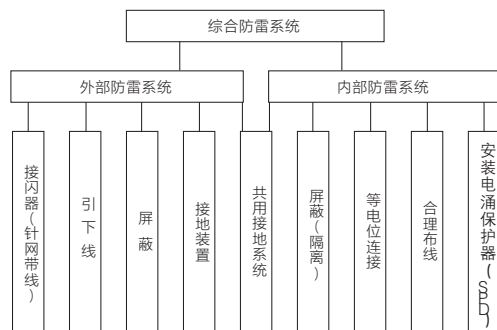 综合防雷系统
外部防雷系统
内部防雷系统
接闪器(针网带线)
引下线
屏蔽
接地装置
共用接地系统
屏蔽(隔离)
等电位连接
合理布线
安装电涌保护器(SPD)